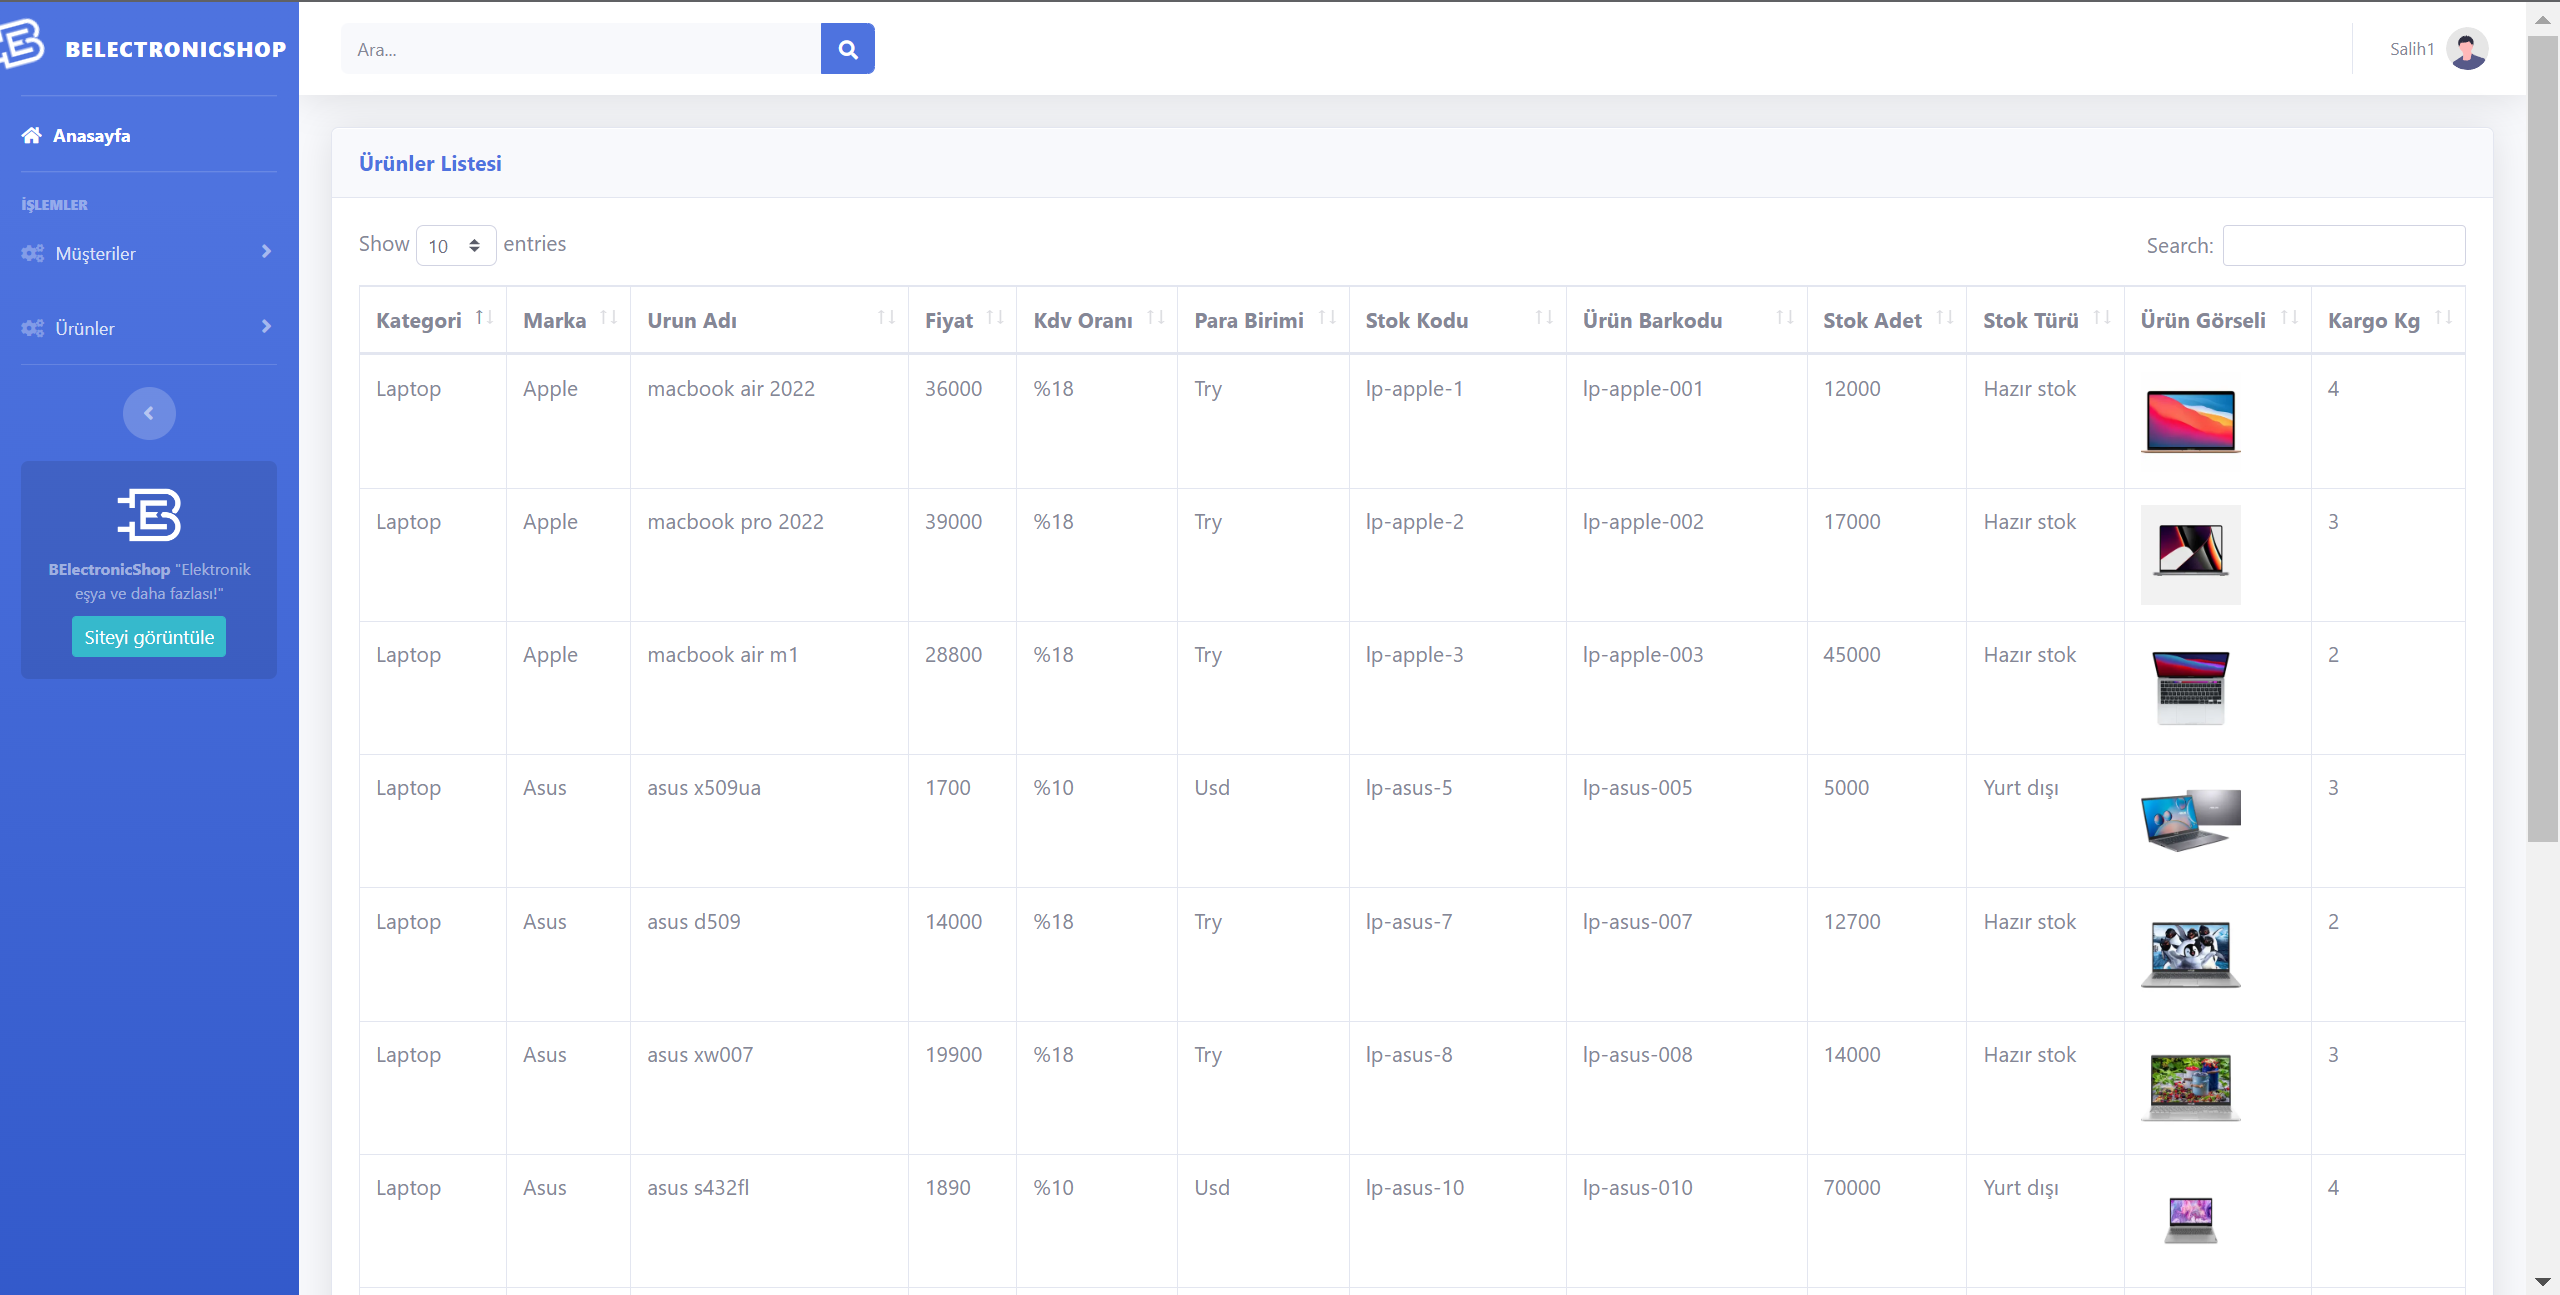 BELECTRONICSHOP
Ara...
Salih1
Anasayfa
İŞLEMLER
Müşteriler
Ürünler
BElectronicShop "Elektronik
eşya ve daha fazlası!"
Siteyi görüntüle
Ürünler Listesi
Show 10 entries
Search:
Kategori Marka Urun Adı Fiyat Kdv Oranı Para Birimi Stok Kodu Ürün Barkodu Stok Adet Stok Türü Ürün Görseli Kargo Kg
Laptop Apple macbook air 2022 36000 %18 Try lp-apple-1 lp-apple-001 12000 Hazır stok 4
Laptop Apple macbook pro 2022 39000 %18 Try lp-apple-2 lp-apple-002 17000 Hazır stok 3
Laptop Apple macbook air m1 28800 %18 Try lp-apple-3 lp-apple-003 45000 Hazır stok 2
Laptop Asus asus x509ua 1700 %10 Usd lp-asus-5 lp-asus-005 5000 Yurt dışı 3
Laptop Asus asus d509 14000 %18 Try lp-asus-7 lp-asus-007 12700 Hazır stok 2
Laptop Asus asus xw007 19900 %18 Try lp-asus-8 lp-asus-008 14000 Hazır stok 3
Laptop Asus asus s432fl 1890 %10 Usd lp-asus-10 lp-asus-010 70000 Yurt dışı 4